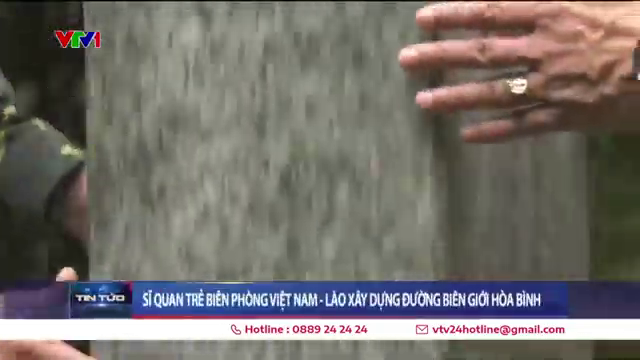 VTV1
TIN TỨC
SĨ QUAN TRẺ BIÊN PHÒNG VIỆT NAM - LÀO XÂY DỰNG ĐƯỜNG BIÊN GIỚI HÒA BÌNH
Hotline : 0889 24 24 24
vtv24hotline@gmail.com